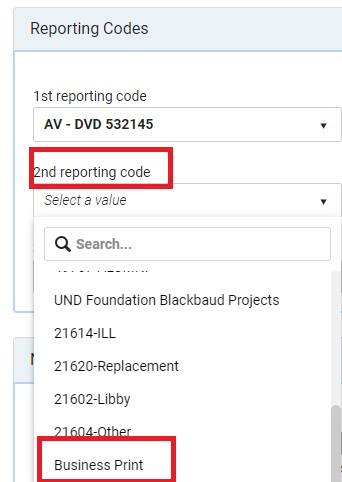 Reporting Codes
1st reporting code
AV - DVD 532145
2nd reporting code
Select a value
Search...
UND Foundation Blackbaud Projects
21614-ILL
21620-Replacement
21602-Libby
21604-Other
Business Print